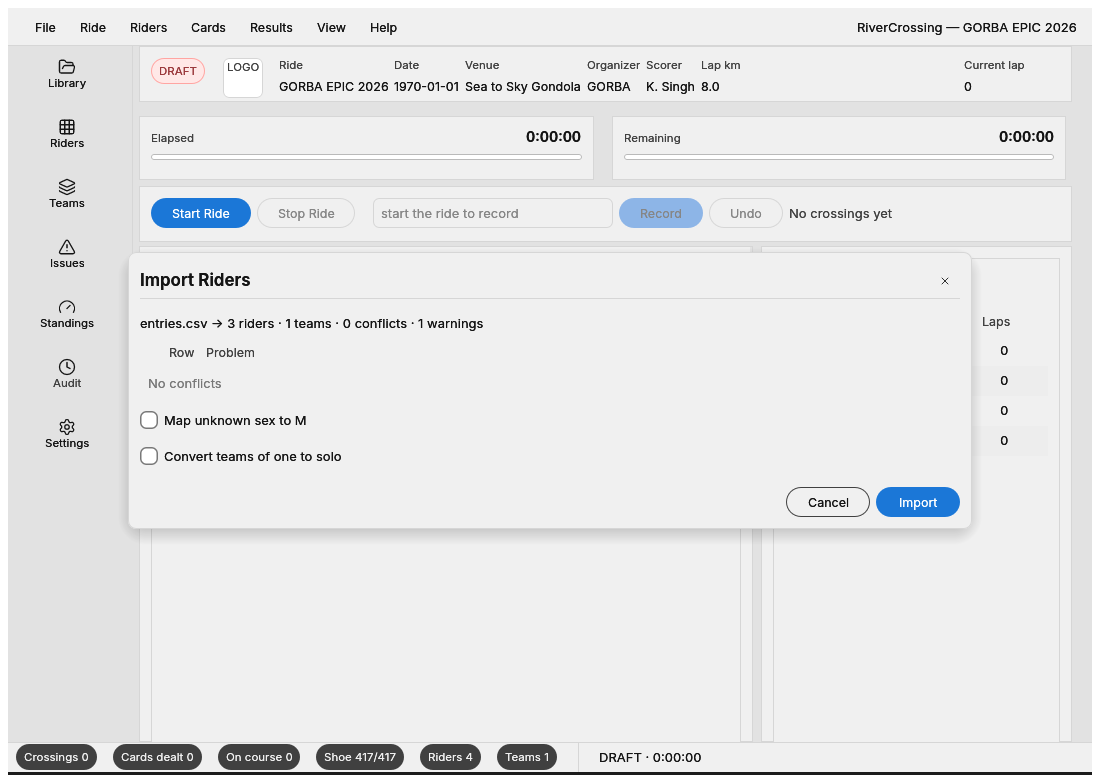 File Ride Riders Cards Results View Help RiverCrossing — GORBA EPIC 2026
Library
Riders
Teams
Issues
Standings
Audit
Settings
DRAFT
LOGO
Ride Date Venue Organizer Scorer Lap km Current lap
GORBA EPIC 2026 1970-01-01 Sea to Sky Gondola GORBA K. Singh 8.0 0
Elapsed 0:00:00
Remaining 0:00:00
Start Ride Stop Ride start the ride to record Record Undo No crossings yet
Import Riders ×
entries.csv → 3 riders · 1 teams · 0 conflicts · 1 warnings
Row Problem
No conflicts
Map unknown sex to M
Convert teams of one to solo
Cancel Import
Laps
0
0
0
0
Crossings 0 Cards dealt 0 On course 0 Shoe 417/417 Riders 4 Teams 1 DRAFT · 0:00:00